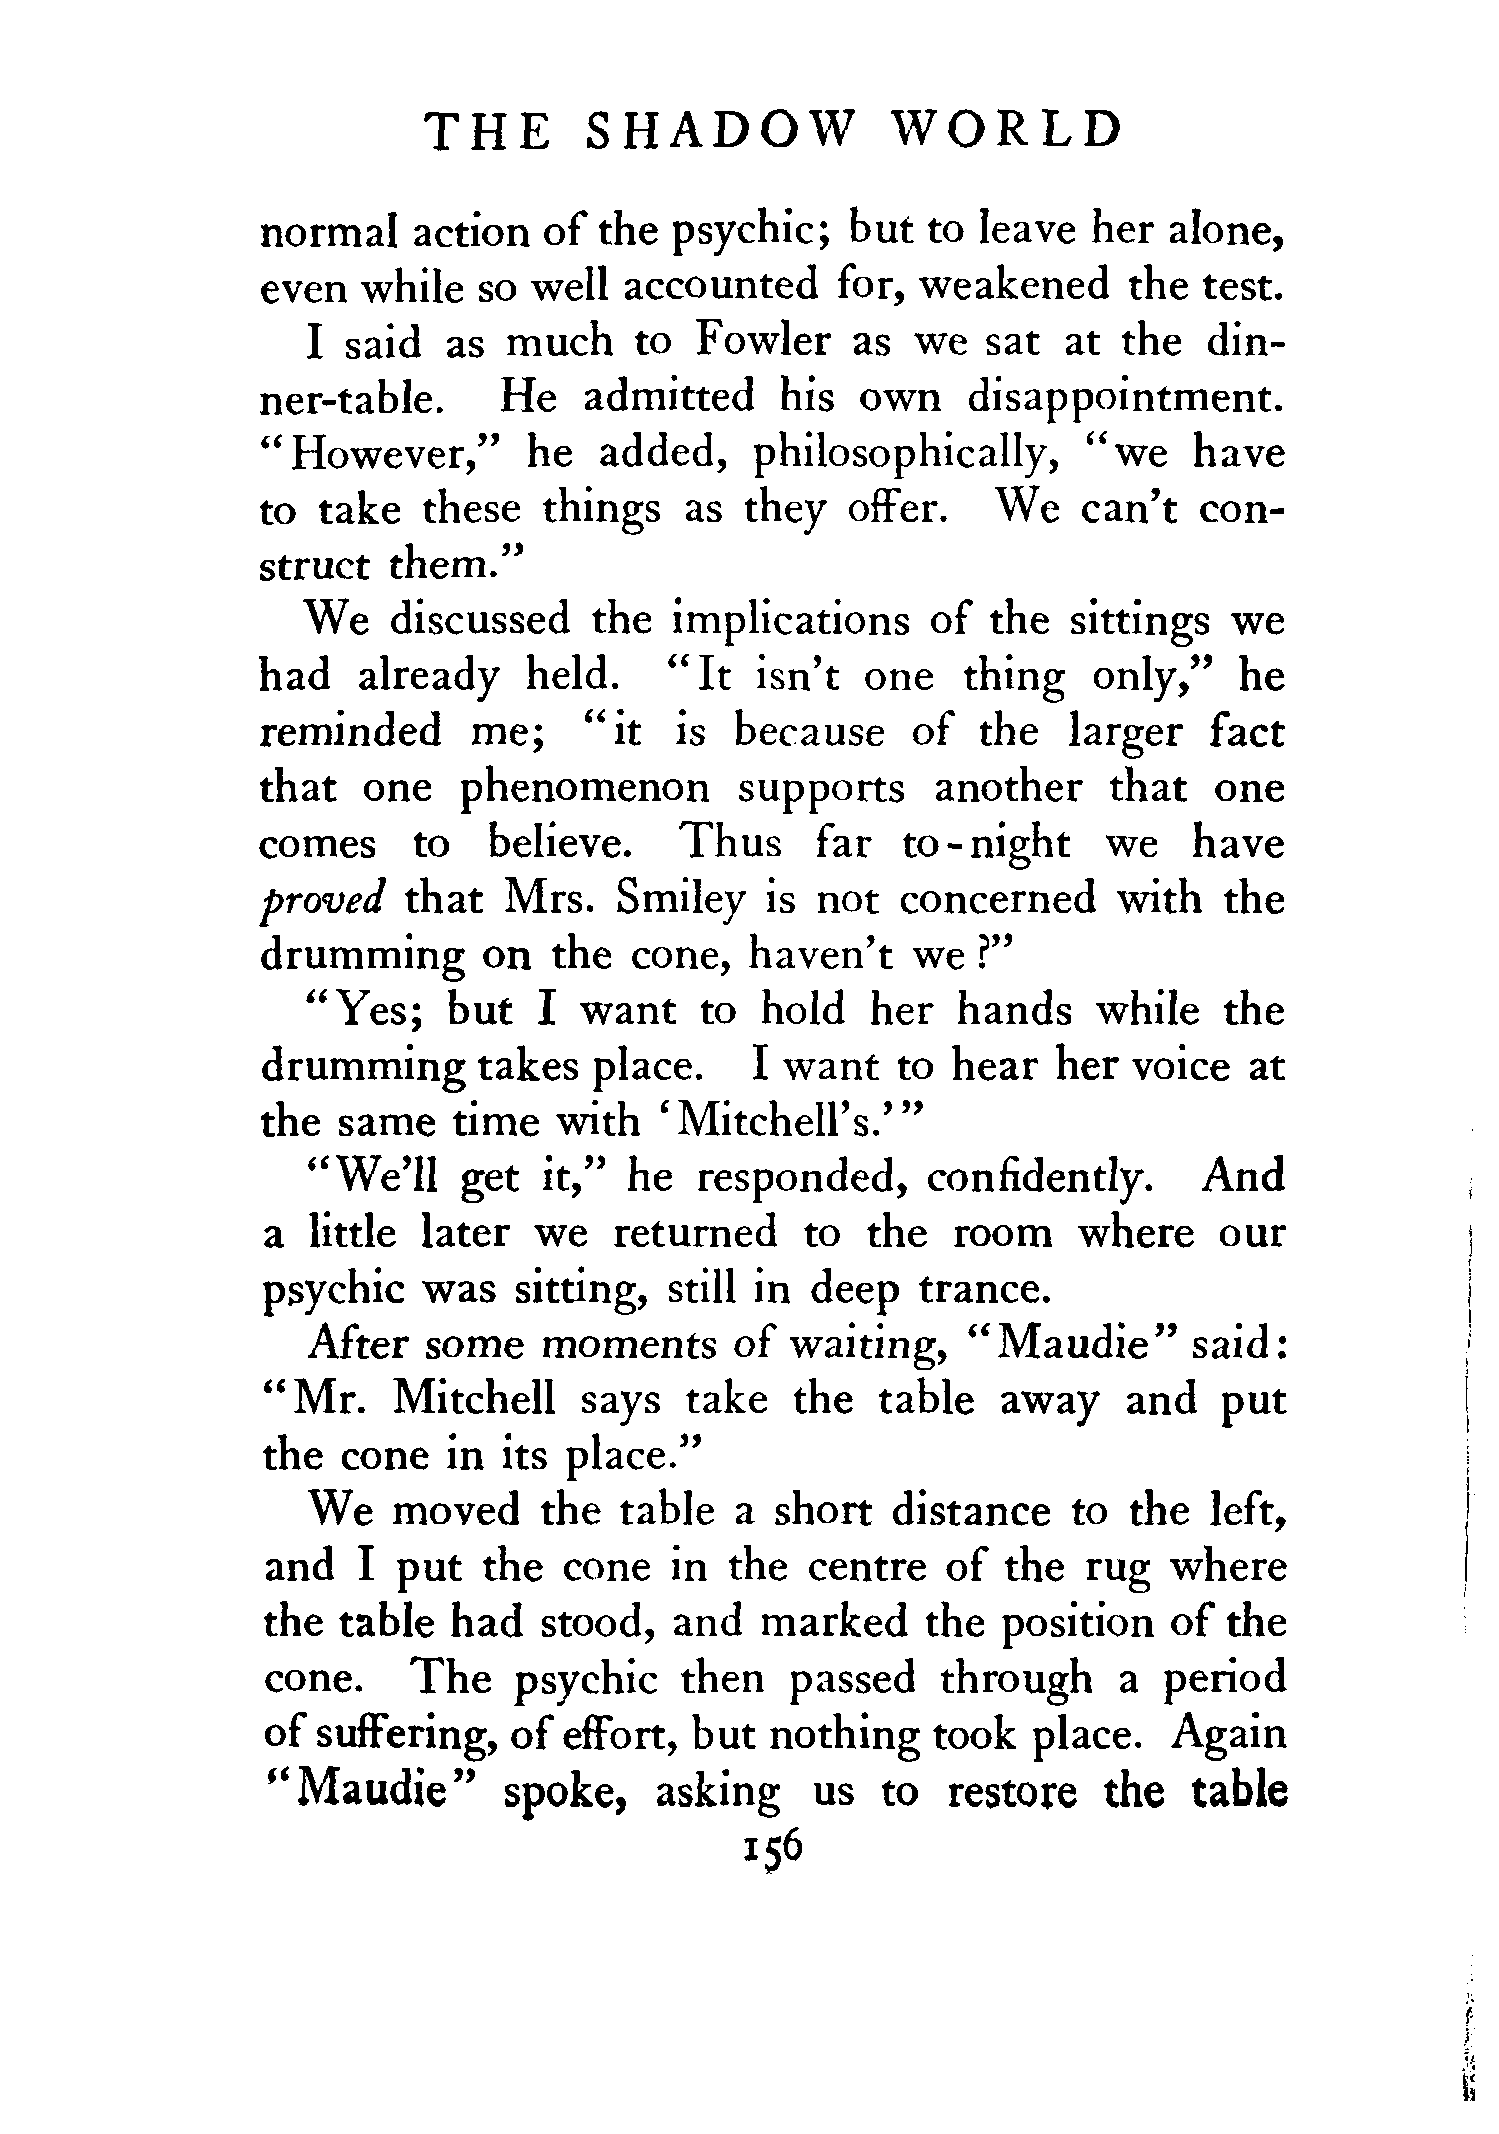 THE SHADOW WORLD
normal action of the psychic; but to leave her alone,
even while so well accounted for, weakened the test.
I said as much to Fowler as we sat at the din-
ner-table. He admitted his own disappointment.
"However," he added, philosophically, "we have
to take these things as they offer. We can't con-
struct them."
We discussed the implications of the sittings we
had already held. "It isn't one thing only," he
reminded me; "it is because of the larger fact
that one phenomenon supports another that one
comes to believe. Thus far to-night we have
proved that Mrs. Smiley is not concerned with the
drumming on the cone, haven't we?"
"Yes; but I want to hold her hands while the
drumming takes place. I want to hear her voice at
the same time with 'Mitchell's.'"
"We'll get it," he responded, confidently. And
a little later we returned to the room where our
psychic was sitting, still in deep trance.
After some moments of waiting, "Maudie" said:
"Mr. Mitchell says take the table away and put
the cone in its place."
We moved the table a short distance to the left,
and I put the cone in the centre of the rug where
the table had stood, and marked the position of the
cone. The psychic then passed through a period
of suffering, of effort, but nothing took place. Again
"Maudie" spoke, asking us to restore the table
156